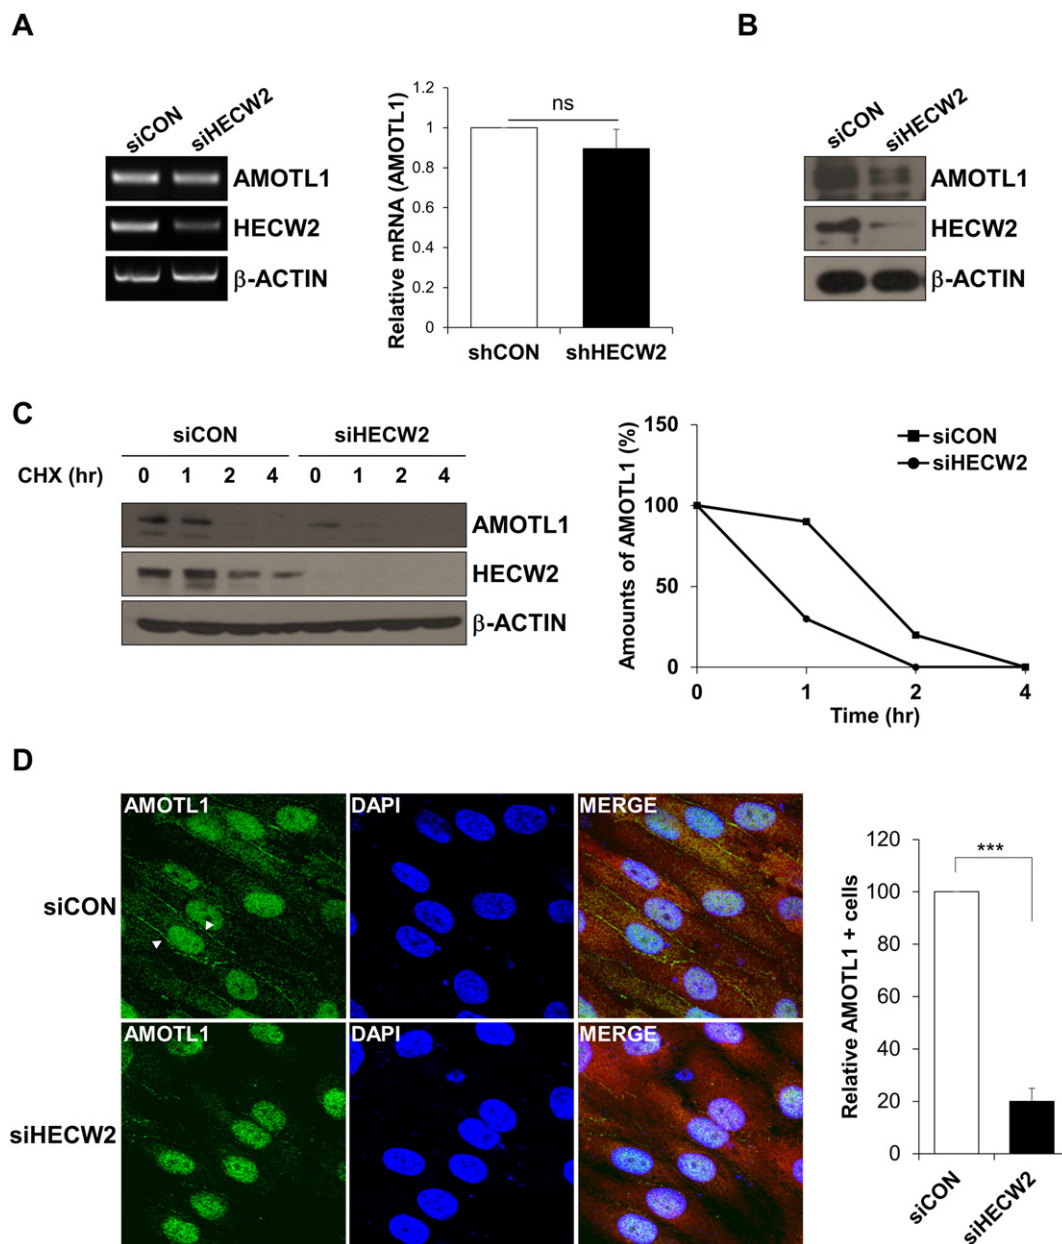 A
siCON siHECW2
AMOTL1
HECW2
β-ACTIN
Relative mRNA (AMOTL1)
1.2
1
0.8
0.6
0.4
0.2
0
ns
shCON shHECW2
B
siCON siHECW2
AMOTL1
HECW2
β-ACTIN
C
siCON siHECW2
CHX (hr) 0 1 2 4 0 1 2 4
AMOTL1
HECW2
β-ACTIN
Amounts of AMOTL1 (%)
150
100
50
0
siCON
siHECW2
0 1 2 4
Time (hr)
D
AMOTL1 DAPI MERGE
siCON
AMOTL1 DAPI MERGE
siHECW2
Relative AMOTL1 + cells
120
100
80
60
40
20
0
***
siCON siHECW2